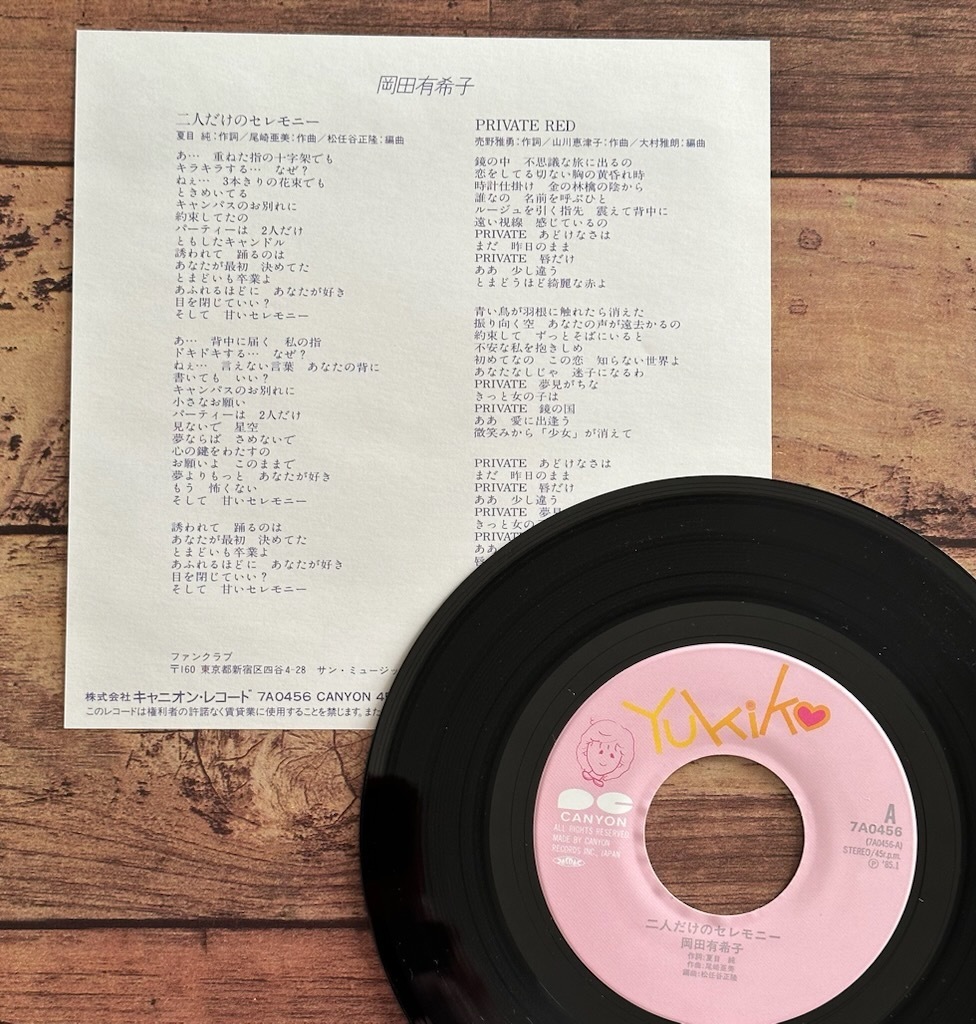 岡田有希子
二人だけのセレモニー
夏目 純:作詞/尾崎亜美:作曲/松任谷正隆:編曲
あ… 重ねた指の十字架でも
キラキラする… なぜ?
ねぇ… 3本きりの花束でも
ときめいてる
キャンパスのお別れに
約束してたの
パーティーは 2人だけ
ともしたキャンドル
誘われて 踊るのは
あなたが最初 決めてた
とまどいも卒業よ
あふれるほどに あなたが好き
目を閉じていい?
そして 甘いセレモニー
あ… 背中に届く 私の指
ドキドキする… なぜ?
ねぇ… 言えない言葉 あなたの背に
書いても いい?
キャンパスのお別れに
小さなお願い
パーティーは 2人だけ
見ないで 星空
夢ならば さめないで
心の鍵をわたすの
お願いよ このままで
夢よりもっと あなたが好き
もう 怖くない
そして 甘いセレモニー
誘われて 踊るのは
あなたが最初 決めてた
とまどいも卒業よ
あふれるほどに あなたが好き
目を閉じていい?
そして 甘いセレモニー
PRIVATE RED
売野雅勇:作詞/山川恵津子:作曲/大村雅朗:編曲
鏡の中 不思議な旅に出るの
恋をしてる切ない胸の黄昏れ時
時計仕掛け 金の林檎の陰から
誰なの 名前を呼ぶひと
ルージュを引く指先 震えて背中に
遠い視線 感じているの
PRIVATE あどけなさは
まだ 昨日のまま
PRIVATE 唇だけ
ああ 少し違う
とまどうほど綺麗な赤よ
青い鳥が羽根に触れたら消えた
振り向く空 あなたの声が遠去かるの
約束して ずっとそばにいると
不安な私を抱きしめ
初めてなの この恋 知らない世界よ
あなたなしじゃ 迷子になるわ
PRIVATE 夢見がちな
きっと女の子は
PRIVATE 鏡の国
ああ 愛に出逢う
微笑みから「少女」が消えて
PRIVATE あどけなさは
まだ 昨日のまま
PRIVATE 唇だけ
ああ 少し違う
PRIVATE 夢見
きっと女の
PRIVATE
ああ
唇
ファンクラブ
〒160 東京都新宿区四谷4-28 サン・ミュージッ
株式会社キャニオン・レコード 7A0456 CANYON 4
このレコードは権利者の許諾なく賃貸業に使用することを禁じます。また
Yukiko
CANYON
ALL RIGHTS RESERVED.
MADE BY CANYON
RECORDS INC., JAPAN
A
7A0456
(7A0456-A)
STEREO/45r.p.m.
Ⓟ '85.1
二人だけのセレモニー
岡田有希子
作詞:夏目 純
作曲:尾崎亜美
編曲:松任谷正隆